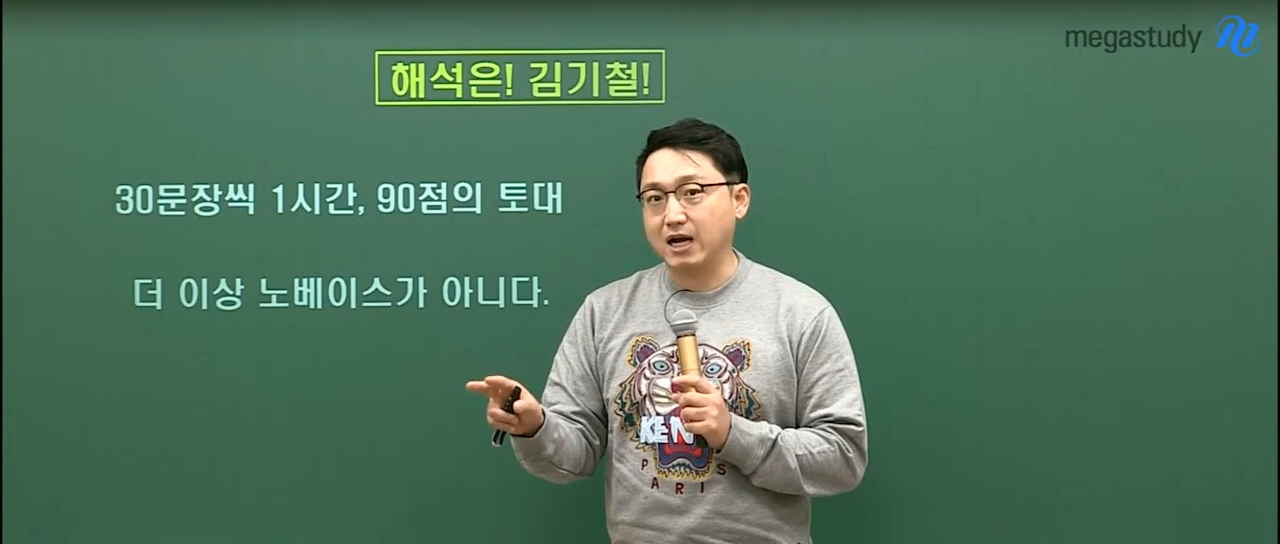 megastudy
해석은! 김기철!
30문장씩 1시간, 90점의 토대
더 이상 노베이스가 아니다.
KEN
PARIS